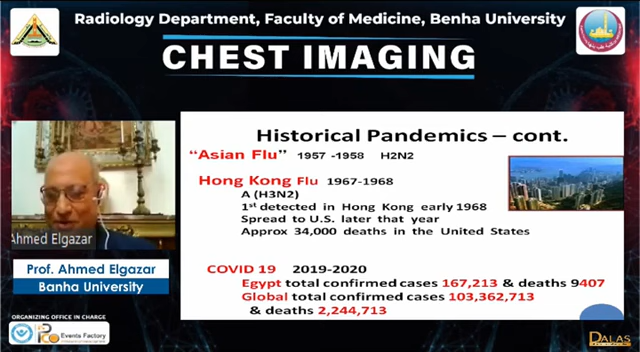 Radiology Department, Faculty of Medicine, Benha University
CHEST IMAGING
Historical Pandemics – cont.
"Asian Flu" 1957 -1958 H2N2
Hong Kong Flu 1967-1968
A (H3N2)
1st detected in Hong Kong early 1968
Spread to U.S. later that year
Approx 34,000 deaths in the United States
COVID 19 2019-2020
Egypt total confirmed cases 167,213 & deaths 9407
Global total confirmed cases 103,362,713
& deaths 2,244,713
Ahmed Elgazar
Prof. Ahmed Elgazar
Banha University
ORGANIZING OFFICE IN CHARGE
Events Factory
DALAS